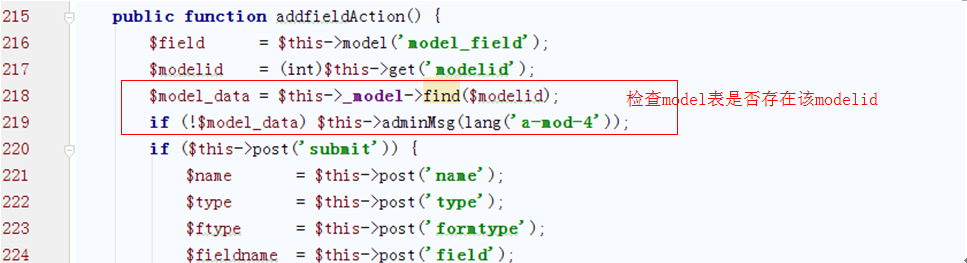 215 public function addfieldAction() {
216 $field = $this->model('model_field');
217 $modelid = (int)$this->get('modelid');
218 $model_data = $this->_model->find($modelid); 检查model表是否存在该modelid
219 if (!$model_data) $this->adminMsg(lang('a-mod-4'));
220 if ($this->post('submit')) {
221 $name = $this->post('name');
222 $type = $this->post('type');
223 $ftype = $this->post('formtype');
224 $fieldname = $this->post('field');